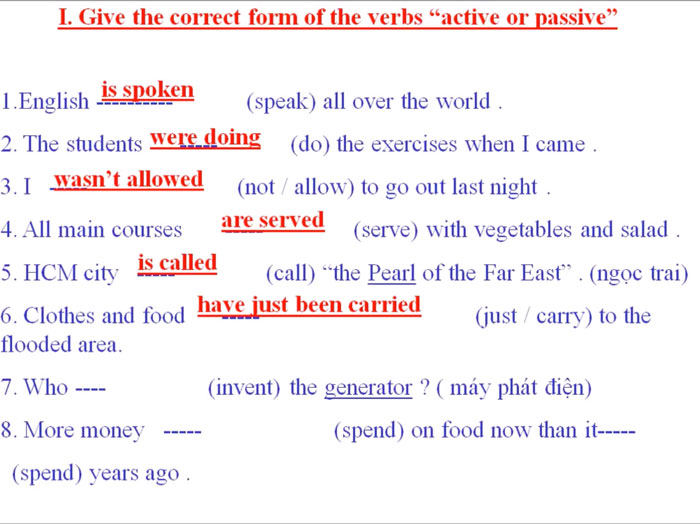 I. Give the correct form of the verbs “active or passive”
1.English is spoken (speak) all over the world .
2. The students were doing (do) the exercises when I came .
3. I wasn’t allowed (not / allow) to go out last night .
4. All main courses are served (serve) with vegetables and salad .
5. HCM city is called (call) “the Pearl of the Far East” . (ngọc trai)
6. Clothes and food have just been carried (just / carry) to the
flooded area.
7. Who ---- (invent) the generator ? ( máy phát điện)
8. More money ----- (spend) on food now than it-----
(spend) years ago .